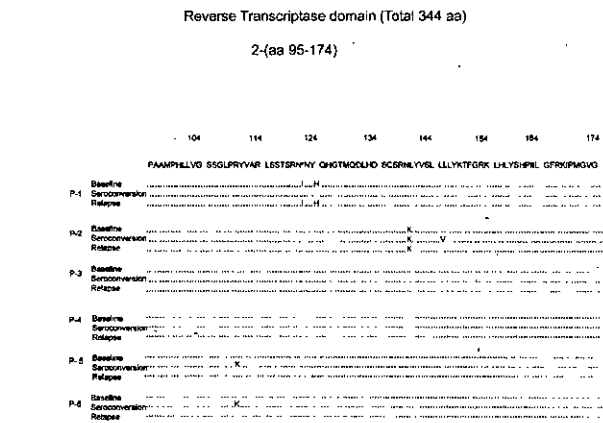 Reverse Transcriptase domain (Total 344 aa)
2-(aa 95-174)
104 114 124 134 144 154 164 174
PAAMPHLLVG SSGLPRYVAR LSSTSRN*NY QHGTMQDLHD SCSRNLYVSL LLLYKTFGRK LHLYSHPIIL GFRKIPMGVG
P-1
Baseline I H
Seroconversion
Relapse I H
P-2
Baseline K
Seroconversion K V
Relapse K
P-3
Baseline
Seroconversion
Relapse
P-4
Baseline
Seroconversion
Relapse
P-5
Baseline
Seroconversion K
Relapse
P-6
Baseline
Seroconversion K
Relapse